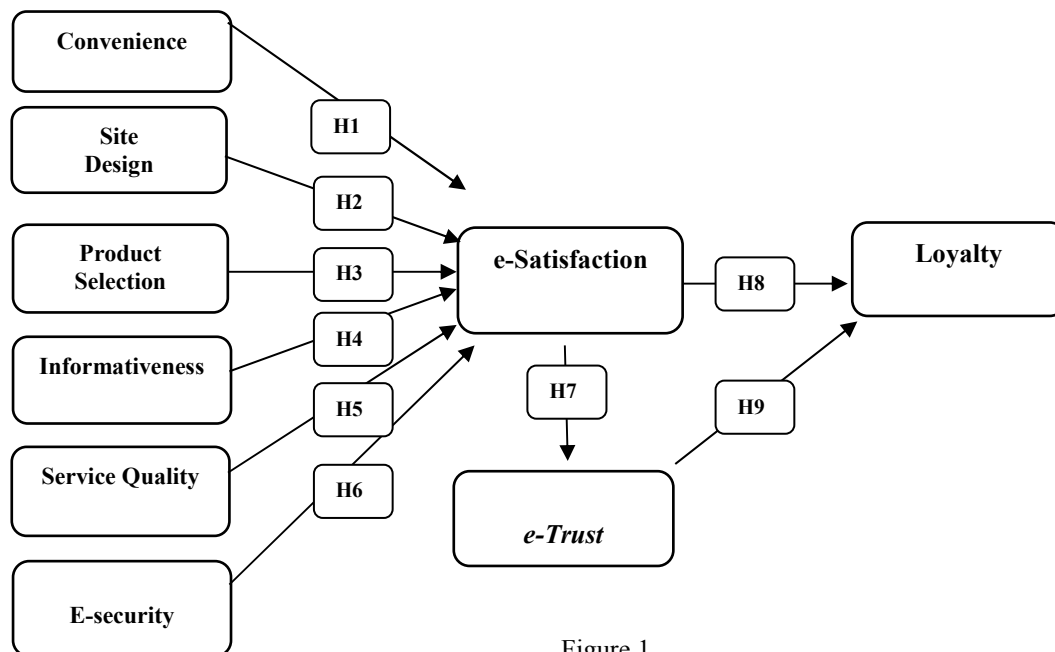 Convenience
H1
Site
Design
H2
Product
Selection
H3
e-Satisfaction
H8
Loyalty
Informativeness
H4
H7
H5
H9
Service Quality
H6
e-Trust
E-security
Figure 1